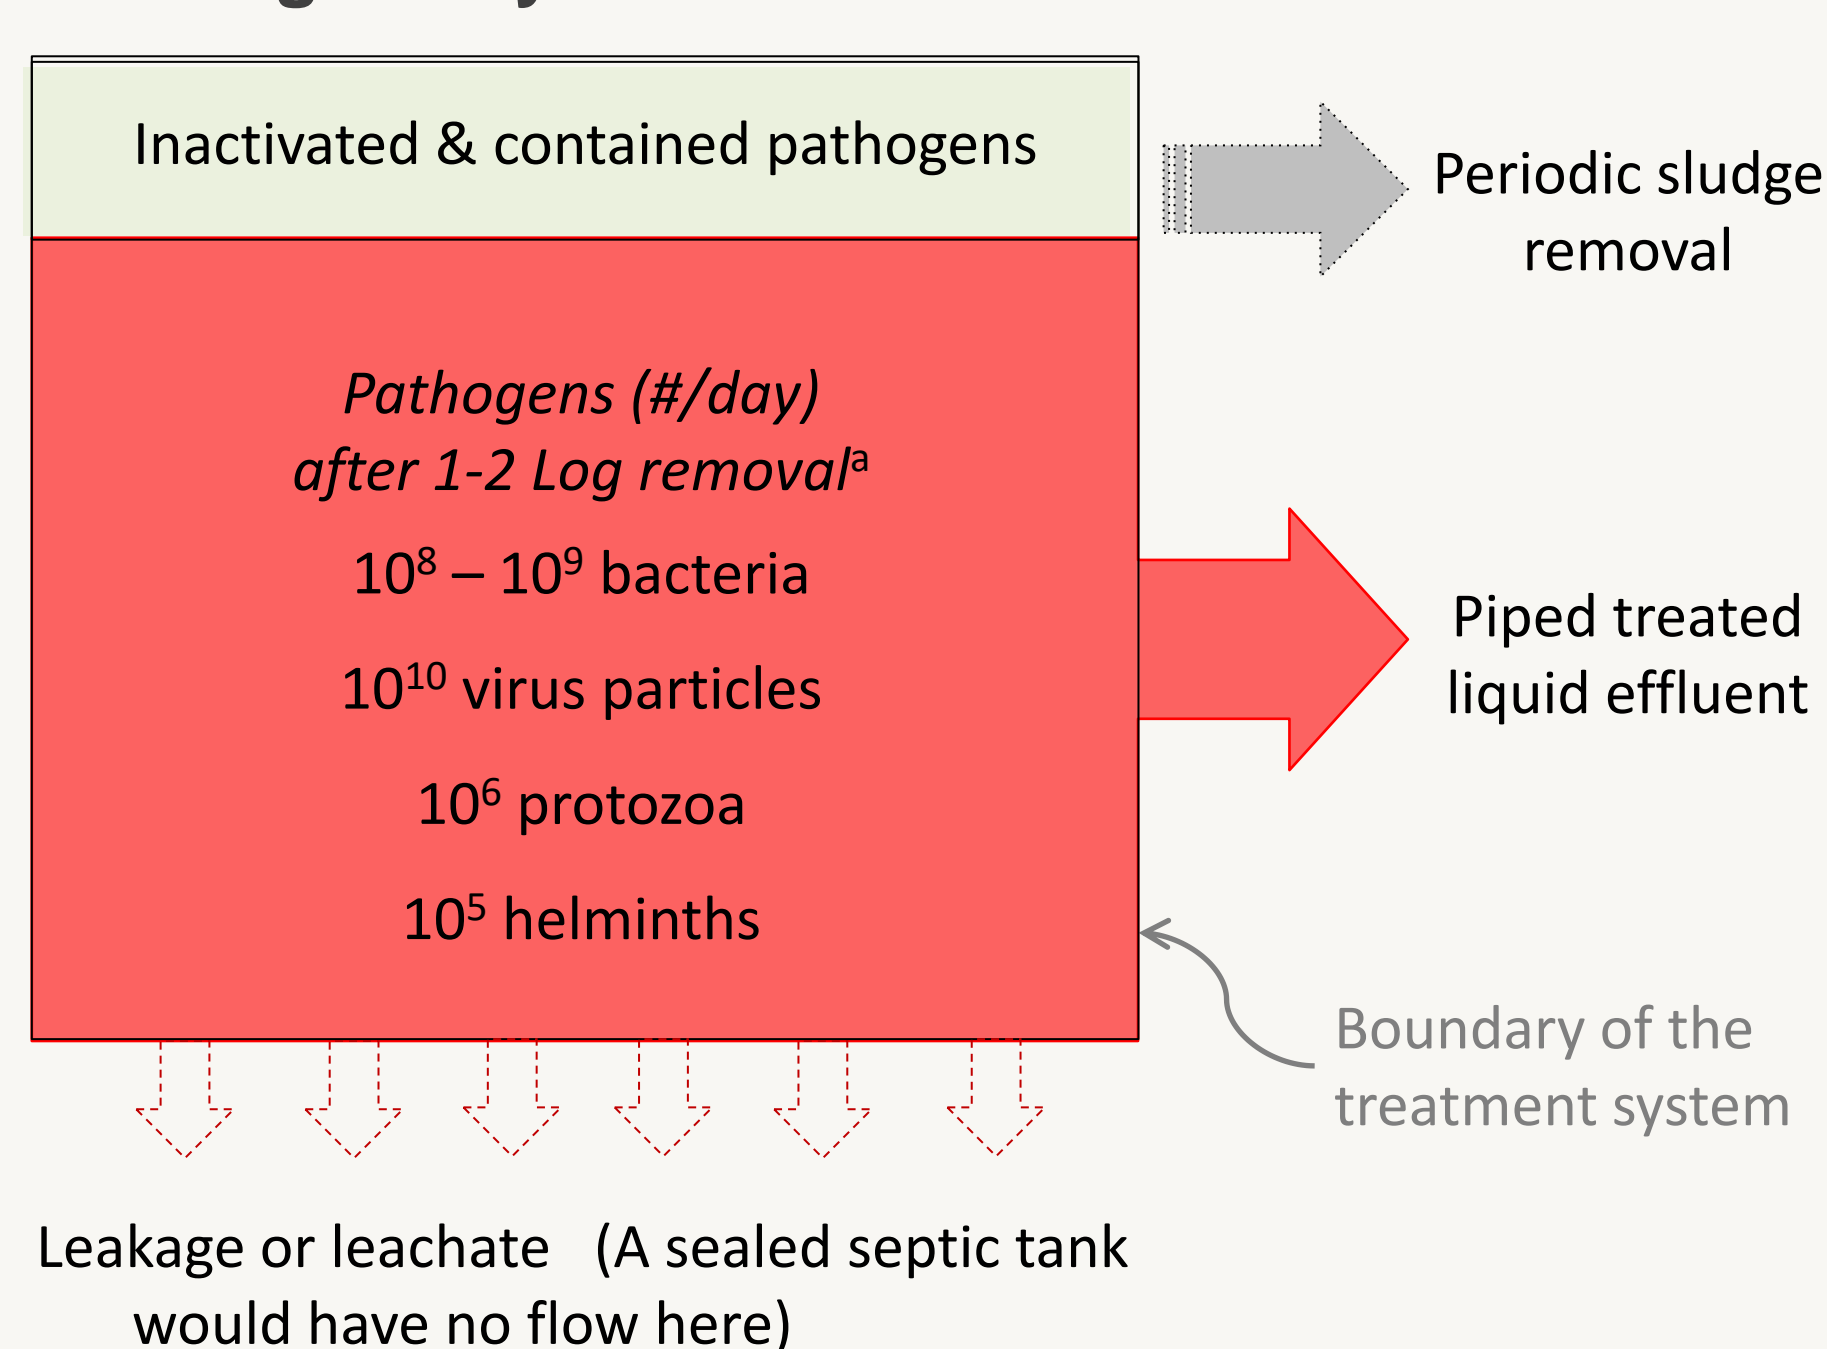 Inactivated & contained pathogens
Periodic sludge
removal
Pathogens (#/day)
after 1-2 Log removalᵃ
10⁸ – 10⁹ bacteria
10¹⁰ virus particles
10⁶ protozoa
10⁵ helminths
Piped treated
liquid effluent
Boundary of the
treatment system
Leakage or leachate (A sealed septic tank
would have no flow here)